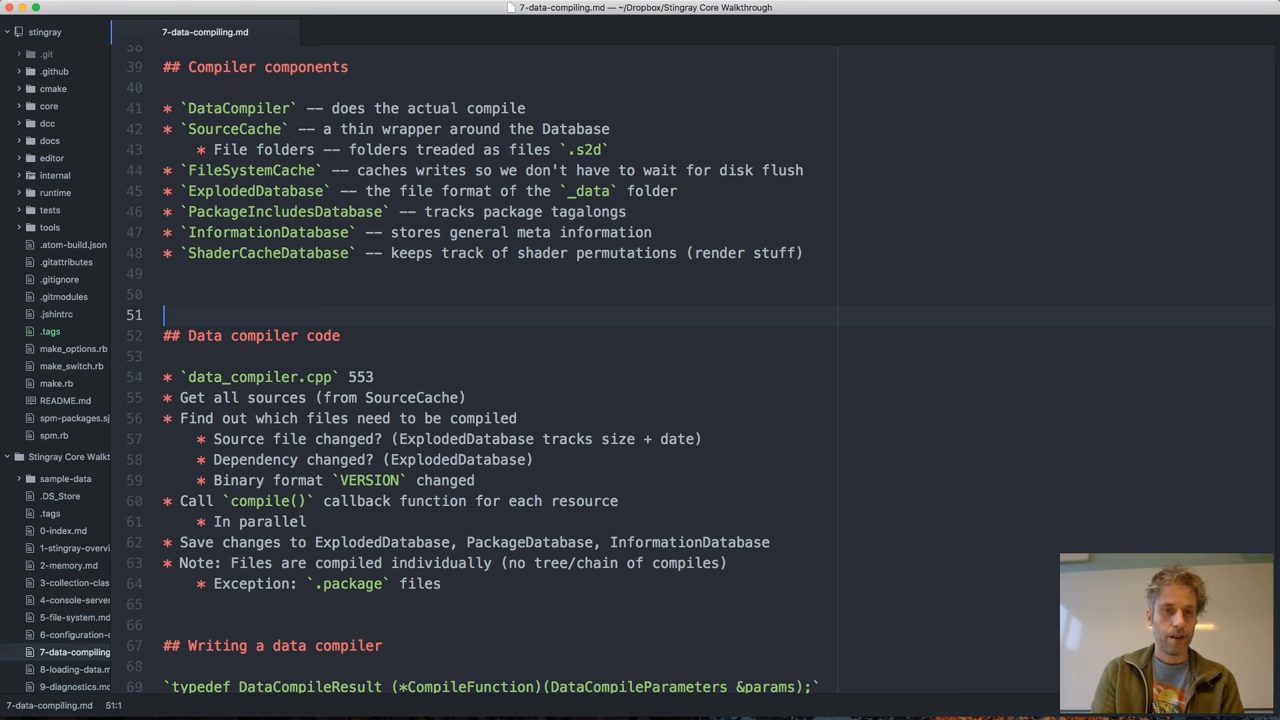 7-data-compiling.md — ~/Dropbox/Stingray Core Walkthrough
stingray
.git
.github
cmake
core
dcc
docs
editor
internal
runtime
tests
tools
.atom-build.json
.gitattributes
.gitignore
.gitmodules
.jshintrc
.tags
make_options.rb
make_switch.rb
make.rb
README.md
spm-packages.sj
spm.rb
Stingray Core Walkt
sample-data
.DS_Store
.tags
0-index.md
1-stingray-overvi
2-memory.md
3-collection-clas
4-console-server
5-file-system.md
6-configuration-c
7-data-compiling
8-loading-data.m
9-diagnostics.md
7-data-compiling.md
38
39 ## Compiler components
40
41 * `DataCompiler` -- does the actual compile
42 * `SourceCache` -- a thin wrapper around the Database
43 * File folders -- folders treaded as files `.s2d`
44 * `FileSystemCache` -- caches writes so we don't have to wait for disk flush
45 * `ExplodedDatabase` -- the file format of the `_data` folder
46 * `PackageIncludesDatabase` -- tracks package tagalongs
47 * `InformationDatabase` -- stores general meta information
48 * `ShaderCacheDatabase` -- keeps track of shader permutations (render stuff)
49
50
51
52 ## Data compiler code
53
54 * `data_compiler.cpp` 553
55 * Get all sources (from SourceCache)
56 * Find out which files need to be compiled
57 * Source file changed? (ExplodedDatabase tracks size + date)
58 * Dependency changed? (ExplodedDatabase)
59 * Binary format `VERSION` changed
60 * Call `compile()` callback function for each resource
61 * In parallel
62 * Save changes to ExplodedDatabase, PackageDatabase, InformationDatabase
63 * Note: Files are compiled individually (no tree/chain of compiles)
64 * Exception: `.package` files
65
66
67 ## Writing a data compiler
68
69 `typedef DataCompileResult (*CompileFunction)(DataCompileParameters &params);`
7-data-compiling.md 51:1